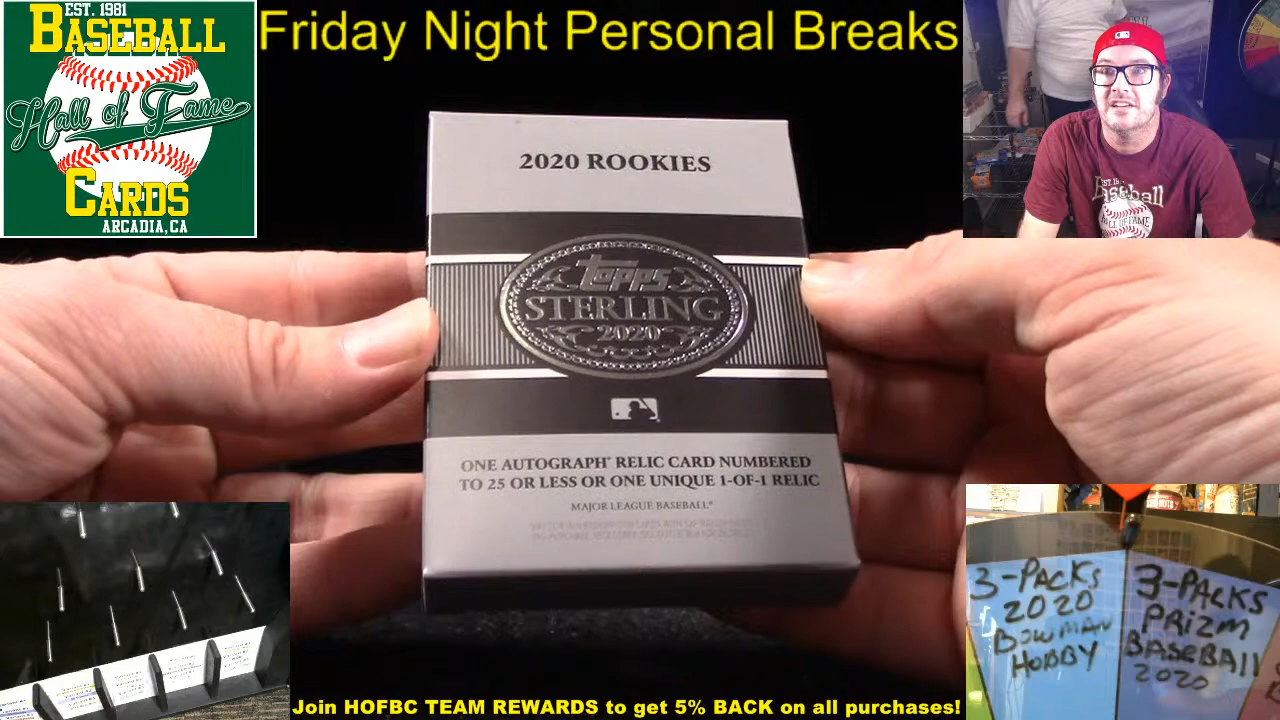 EST. 1981
BASEBALL
Hall of Fame
CARDS
ARCADIA, CA
Friday Night Personal Breaks
2020 ROOKIES
TOPPS
STERLING
2020
ONE AUTOGRAPH RELIC CARD NUMBERED
TO 25 OR LESS OR ONE UNIQUE 1-OF-1 RELIC
MAJOR LEAGUE BASEBALL®
Baseball
HALL OF FAME
3-PACKS
2020
BOWMAN
HOBBY
3-PACKS
PRIZM
BASEBALL
2020
Join HOFBC TEAM REWARDS to get 5% BACK on all purchases!